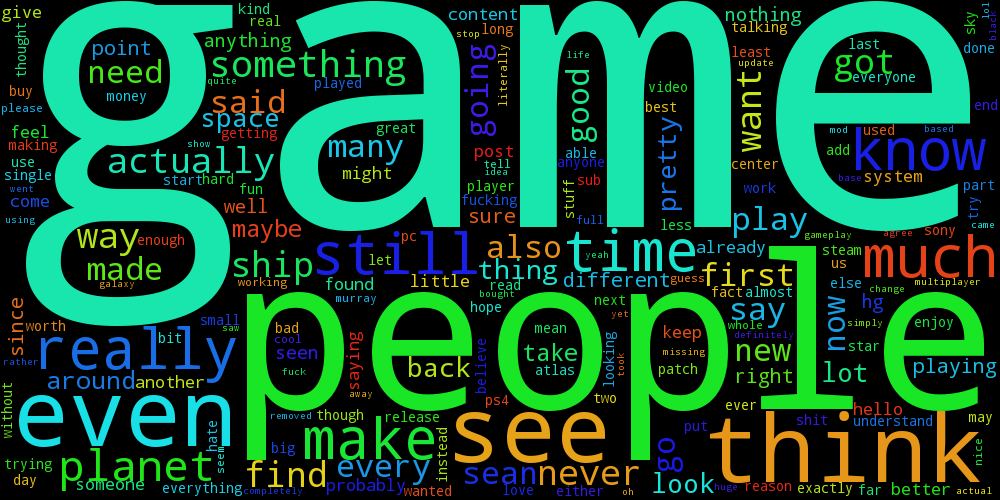 game
people
give
thought
buy
please
feel
making
use
single
come
went
using
point
need
money
kind
real
anything
something
quite
said
space
getting
show
actually
start
hard
fun
well
maybe
played
great
many
might
content
stop
long
going
literally
post
tell
idea
player
fucking
sure
life
good
able
anyone
stuff
sub
full
video
best
pretty
less
nothing
talking
least
update
want
center
work
play
last
got
everyone
mod
used
based
add
know
system
base
part
try
came
sky
lol
done
black
end
way
enough
made
galaxy
ship
working
still
pc
let
found
murray
also
thing
little
read
bought
hope
time
yeah
different
already
guess
first
fact
almost
say
gameplay
agree
sony
steam
us
much
change
multiplayer
else
hg
now
simply
enjoy
star
playing
lot
since
worth
small
saw
bit
rather
really
around
another
without
even
hate
seem
trying
day
planet
someone
everything
completely
bad
cool
seen
fuck
saying
away
back
believe
mean
take
atlas
next
yet
looking
took
two
keep
missing
patch
whole
definitely
new
right
removed
though
release
ps4
big
make
instead
find
every
probably
wanted
see
sean
never
love
either
oh
ever
put
go
look
huge
reason
shit
hello
understand
think
exactly
far
better
may
nice
actual